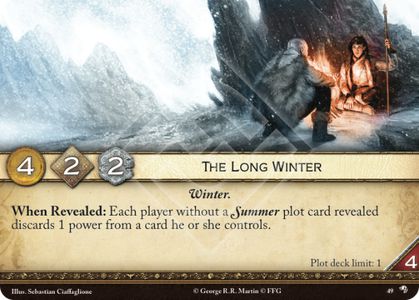 4 2 2 THE LONG WINTER
Winter.
When Revealed: Each player without a Summer plot card revealed
discards 1 power from a card he or she controls.
Plot deck limit: 1
4
Illus. Sebastian Ciaffaglione © George R.R. Martin © FFG 49